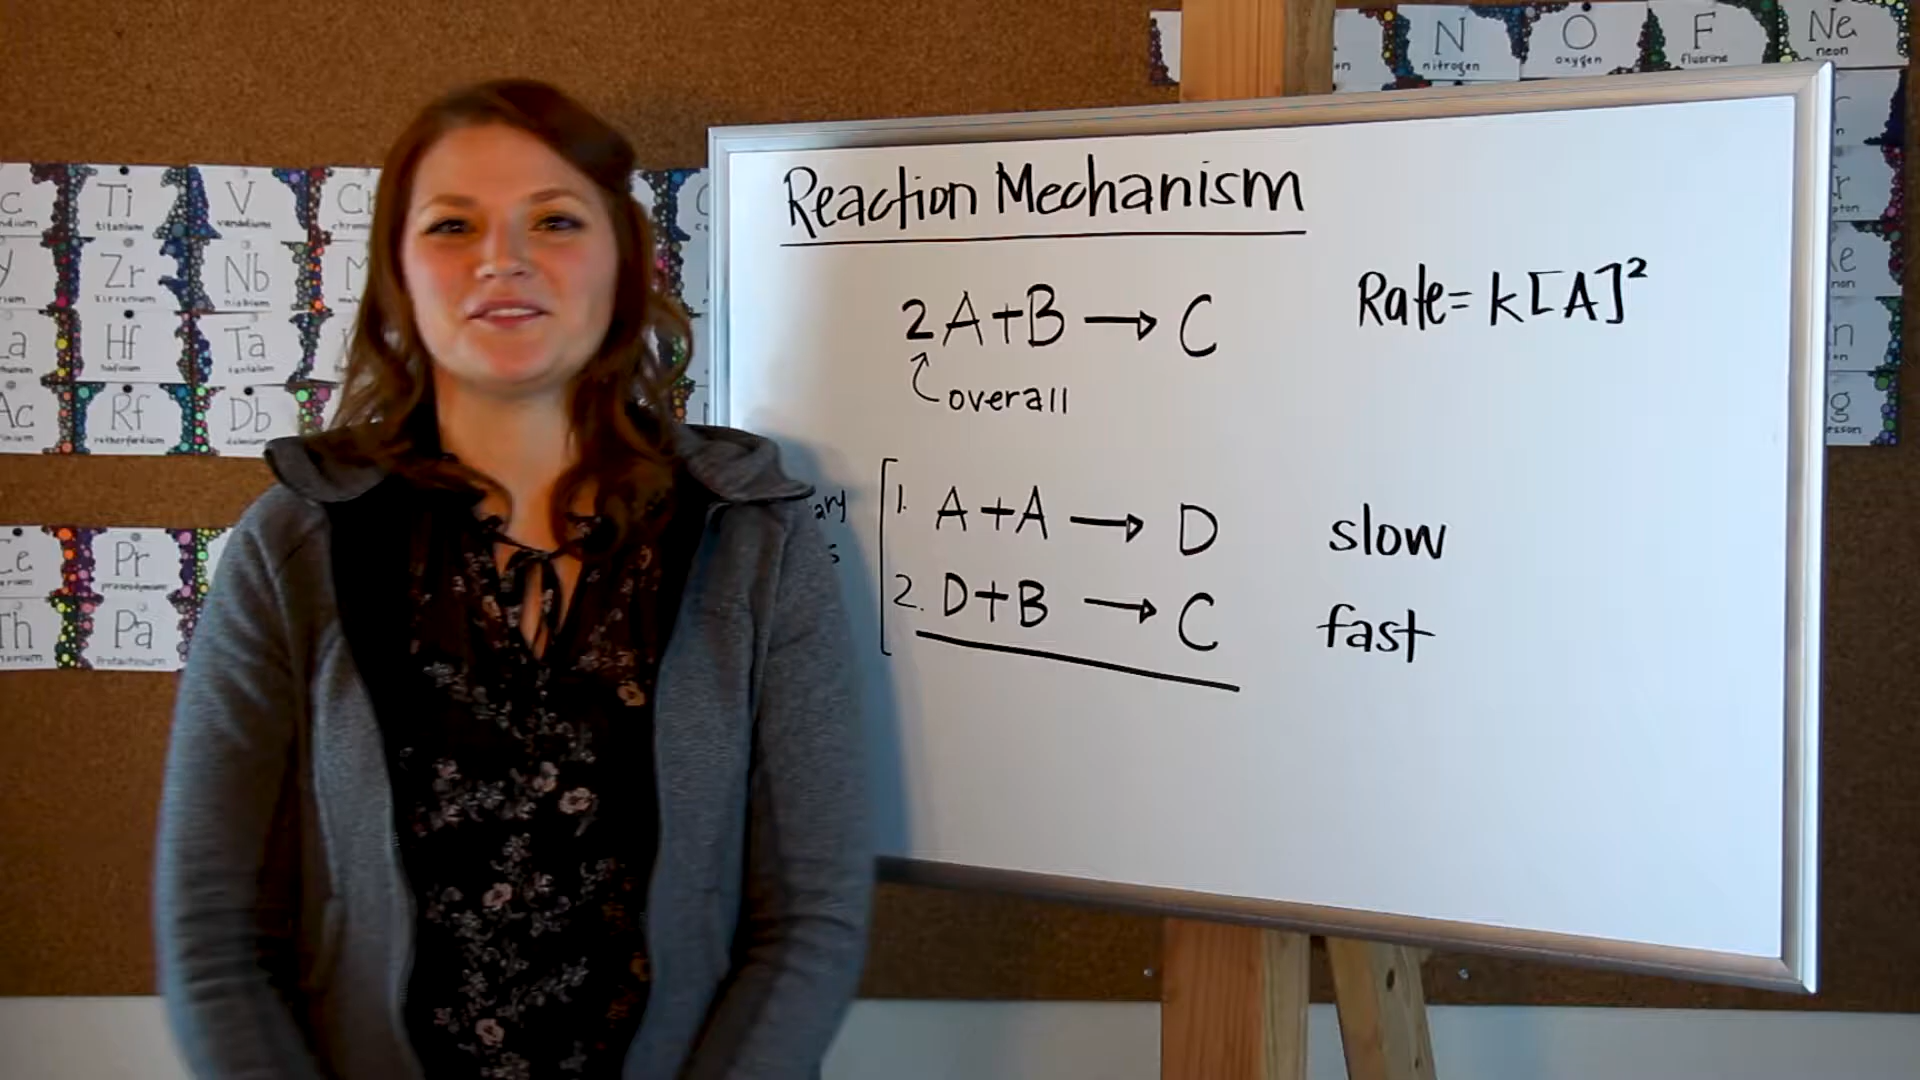 N
nitrogen
O
oxygen
F
fluorine
Ne
neon
Ti
titanium
V
vanadium
Zr
zirconium
Nb
niobium
Hf
hafnium
Ta
tantalum
Rf
rutherfordium
Db
dubnium
Pr
praseodymium
Pa
Protactinium
Reaction Mechanism
2A+B → C
overall
Rate= k[A]²
1. A+A → D slow
2. D+B → C fast